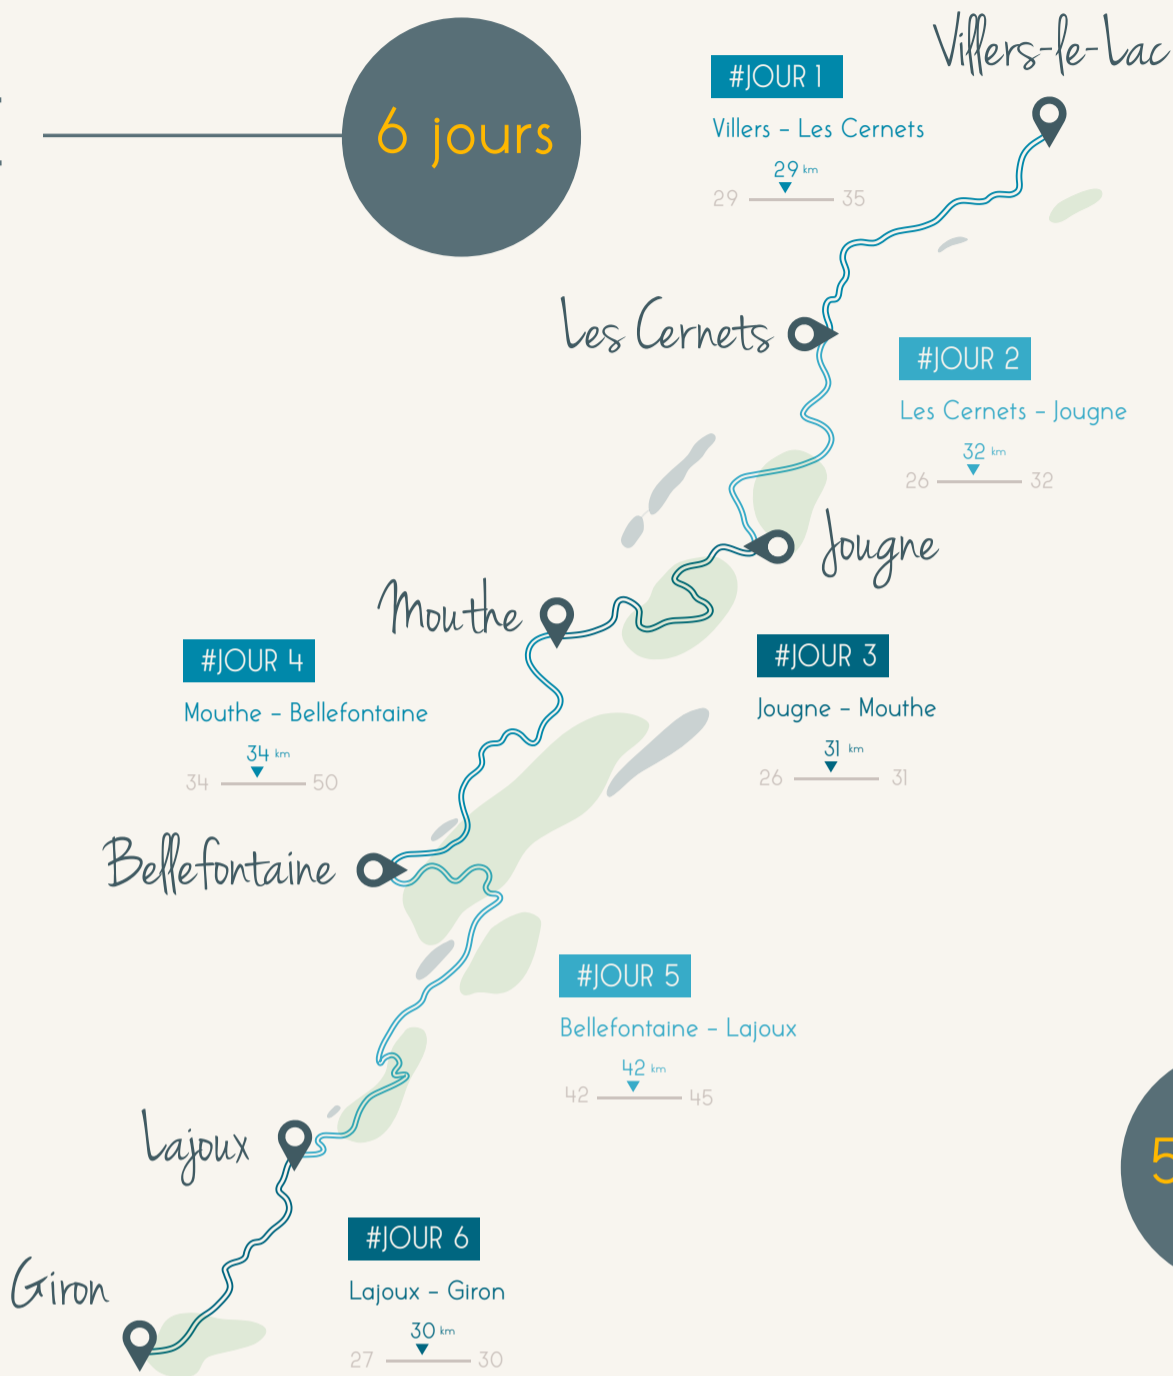 Villers-le-Lac
6 jours
#JOUR 1
Villers - Les Cernets
29 km
29 35
Les Cernets
#JOUR 2
Les Cernets - Jougne
32 km
26 32
Jougne
Mouthe
#JOUR 4
Mouthe - Bellefontaine
34 km
34 50
#JOUR 3
Jougne - Mouthe
31 km
26 31
Bellefontaine
#JOUR 5
Bellefontaine - Lajoux
42 km
42 45
Lajoux
5
#JOUR 6
Lajoux - Giron
30 km
27 30
Giron